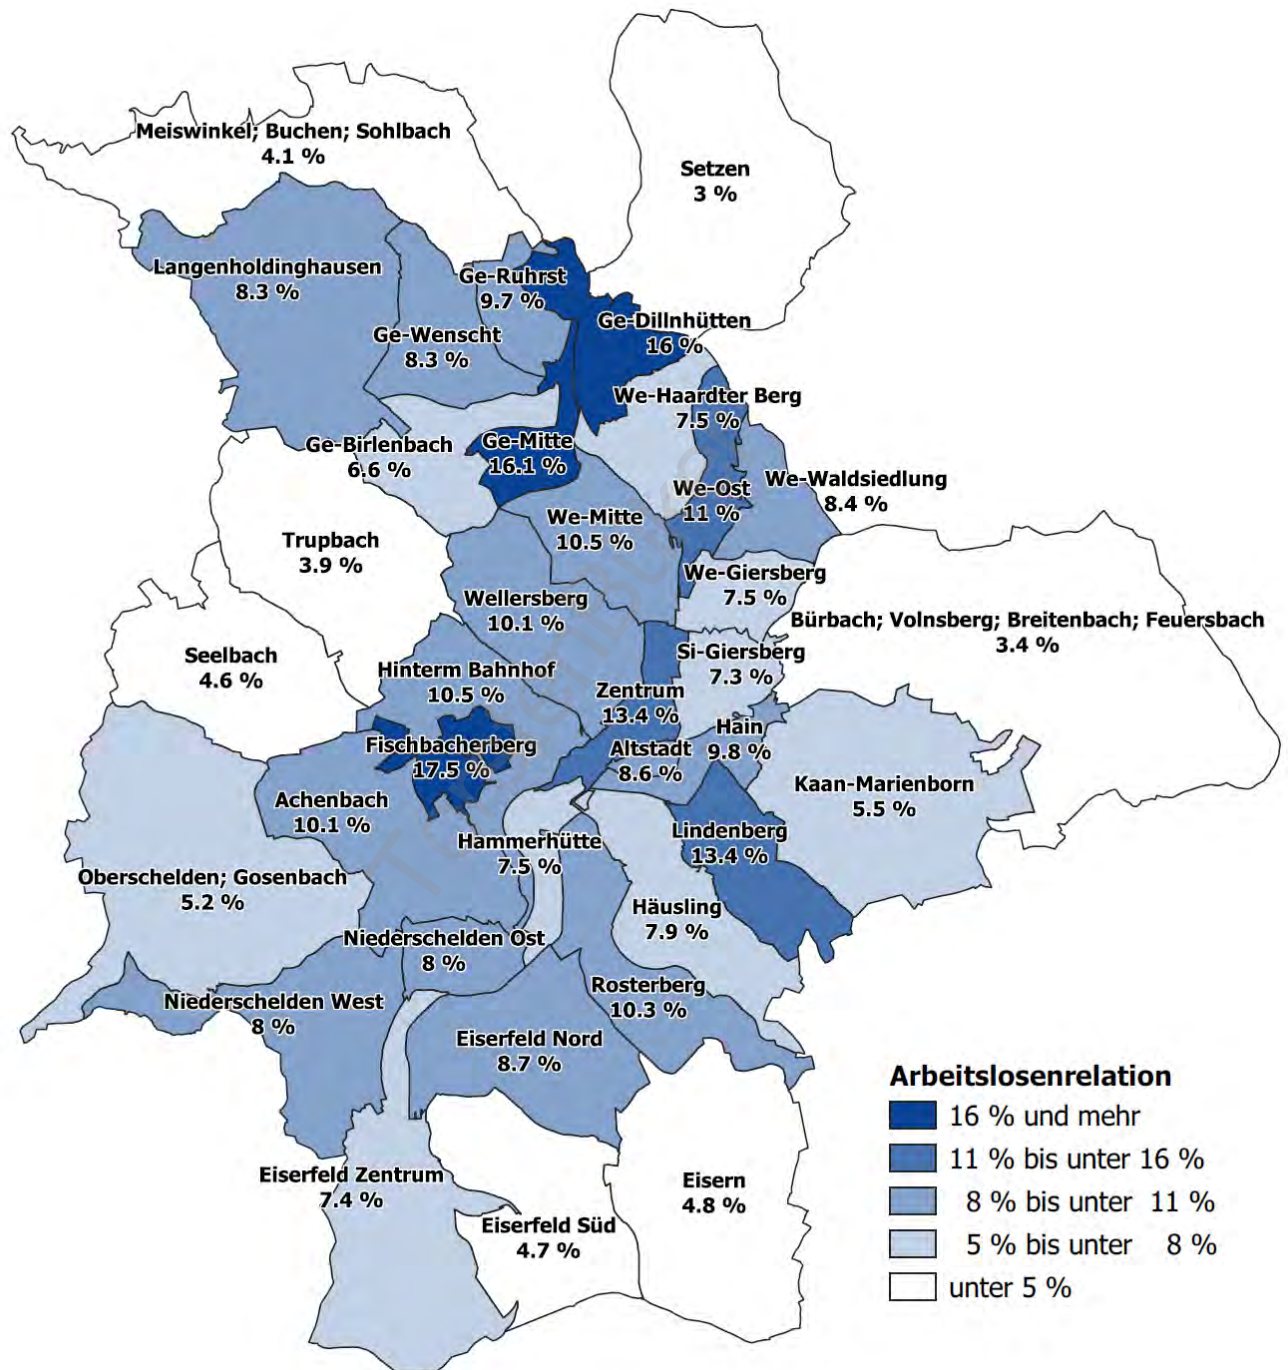 Meiswinkel; Buchen; Sohlbach
4.1 %
Setzen
3 %
Langenholdinghausen
8.3 %
Ge-Ruhrst
9.7 %
Ge-Dillnhütten
16 %
Ge-Wenscht
8.3 %
We-Haardter Berg
7.5 %
Ge-Birlenbach
6.6 %
Ge-Mitte
16.1 %
We-Ost
11 %
We-Waldsiedlung
8.4 %
We-Mitte
10.5 %
Trupbach
3.9 %
We-Giersberg
7.5 %
Wellersberg
10.1 %
Bürbach; Volnsberg; Breitenbach; Feuersbach
3.4 %
Seelbach
4.6 %
Si-Giersberg
7.3 %
Hinterm Bahnhof
10.5 %
Zentrum
13.4 %
Hain
9.8 %
Fischbacherberg
17.5 %
Altstadt
8.6 %
Kaan-Marienborn
5.5 %
Achenbach
10.1 %
Lindenberg
13.4 %
Hammerhütte
7.5 %
Oberschelden; Gosenbach
5.2 %
Häusling
7.9 %
Niederschelden Ost
8 %
Rosterberg
10.3 %
Niederschelden West
8 %
Eiserfeld Nord
8.7 %
Eiserfeld Zentrum
7.4 %
Eisern
4.8 %
Eiserfeld Süd
4.7 %
Arbeitslosenrelation
16 % und mehr
11 % bis unter 16 %
8 % bis unter 11 %
5 % bis unter 8 %
unter 5 %